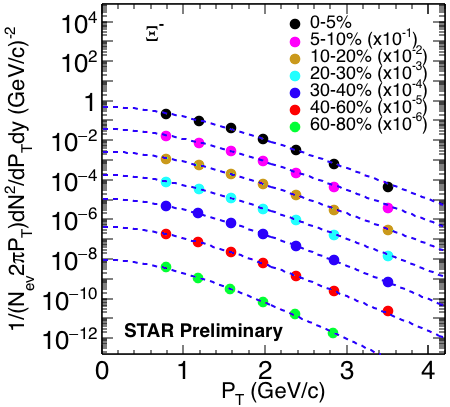 Ξ⁻
0-5%
5-10% (x10⁻¹)
10-20% (x10⁻²)
20-30% (x10⁻³)
30-40% (x10⁻⁴)
40-60% (x10⁻⁵)
60-80% (x10⁻⁶)
1/(N_ev 2πP_T)dN²/dP_T dy (GeV/c)⁻²
10⁴
10²
1
10⁻²
10⁻⁴
10⁻⁶
10⁻⁸
10⁻¹⁰
10⁻¹²
STAR Preliminary
0 1 2 3 4
P_T (GeV/c)